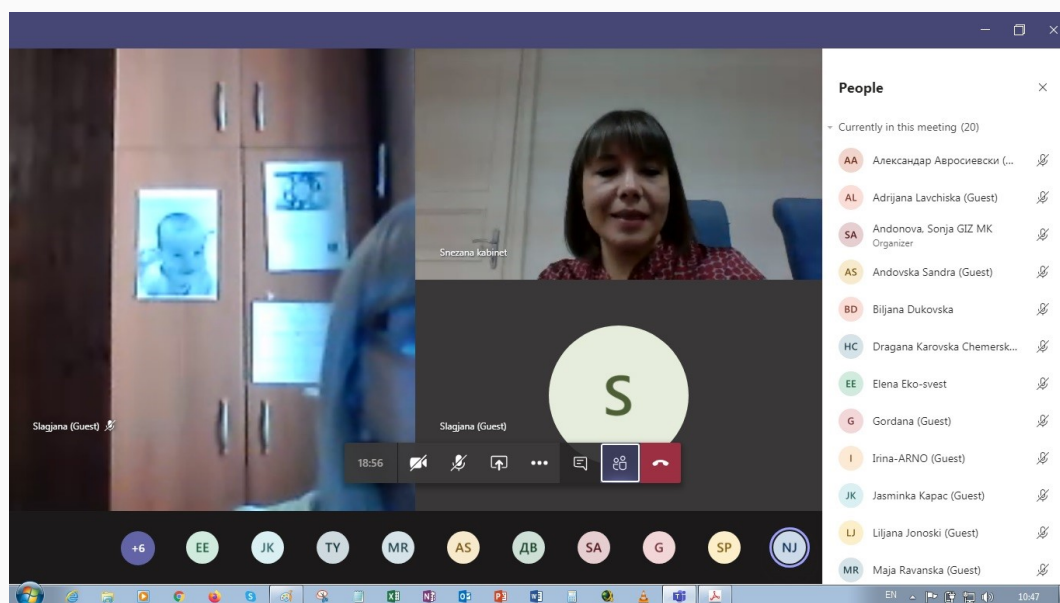 People
Currently in this meeting (20)
AA Александар Авросиевски (...
AL Adrijana Lavchiska (Guest)
SA Andonova, Sonja GIZ MK
Organizer
AS Andovska Sandra (Guest)
BD Biljana Dukovska
HC Dragana Karovska Chemersk...
EE Elena Eko-svest
G Gordana (Guest)
I Irina-ARNO (Guest)
JK Jasminka Kapac (Guest)
LJ Liljana Jonoski (Guest)
MR Maja Ravanska (Guest)
Snezana kabinet
S
Slagjana (Guest)
Slagjana (Guest)
18:56
+6 EE JK TY MR AS ДВ SA G SP NJ
EN 10:47